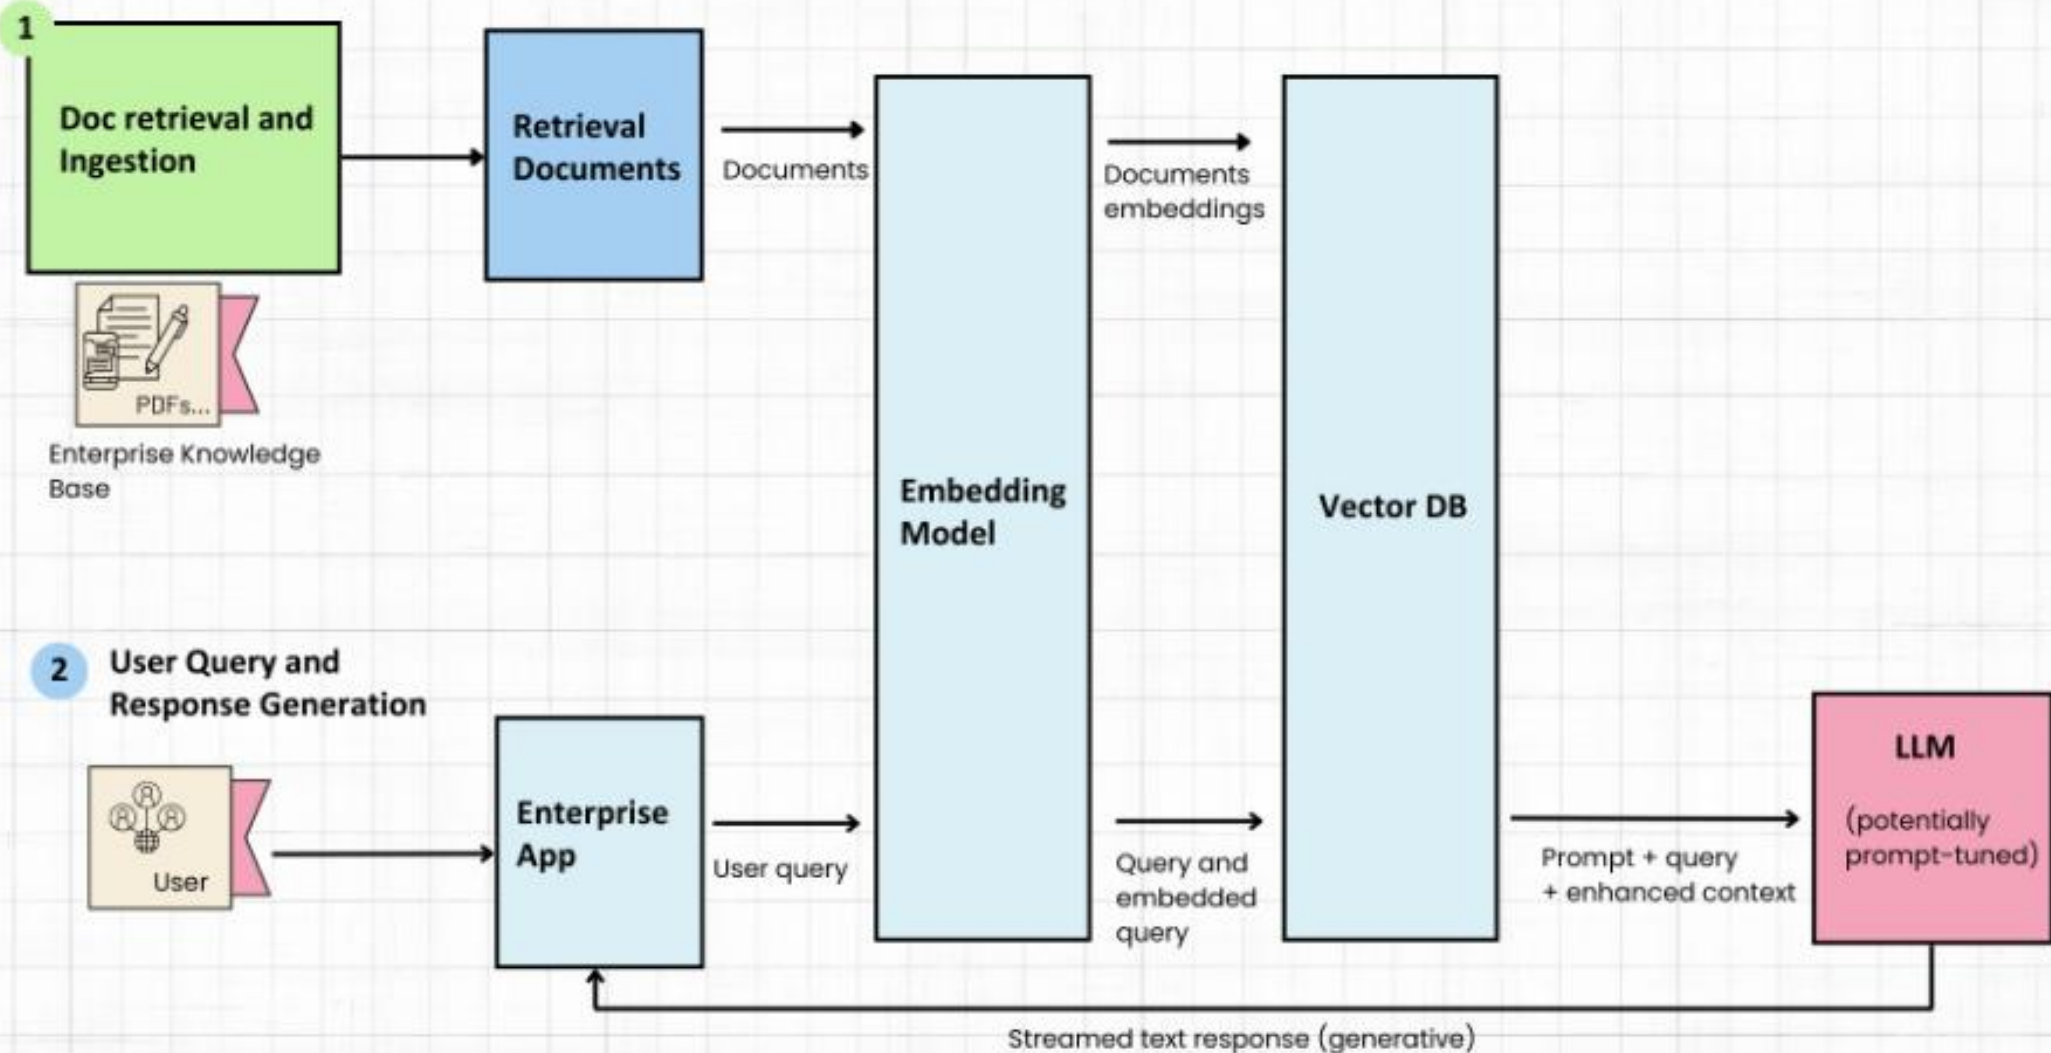 1
Doc retrieval and
Ingestion
Retrieval
Documents
Documents
Documents
embeddings
PDFs...
Enterprise Knowledge
Base
Embedding
Model
Vector DB
2
User Query and
Response Generation
User
Enterprise
App
User query
Query and
embedded
query
Prompt + query
+ enhanced context
LLM
(potentially
prompt-tuned)
Streamed text response (generative)